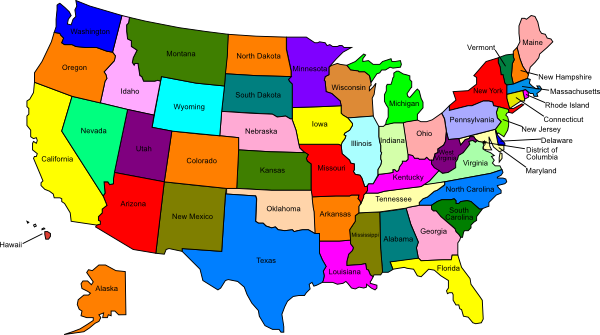 Washington
Oregon
California
Nevada
Idaho
Montana
Wyoming
Utah
Arizona
Colorado
New Mexico
North Dakota
South Dakota
Nebraska
Kansas
Oklahoma
Texas
Minnesota
Iowa
Missouri
Arkansas
Louisiana
Wisconsin
Illinois
Michigan
Indiana
Ohio
Kentucky
Tennessee
Mississippi
Alabama
Georgia
Florida
South
Carolina
North Carolina
Virginia
West
Virginia
Pennsylvania
New York
Vermont
Maine
New Hampshire
Massachusetts
Rhode Island
Connecticut
New Jersey
Delaware
District of
Columbia
Maryland
Hawaii
Alaska